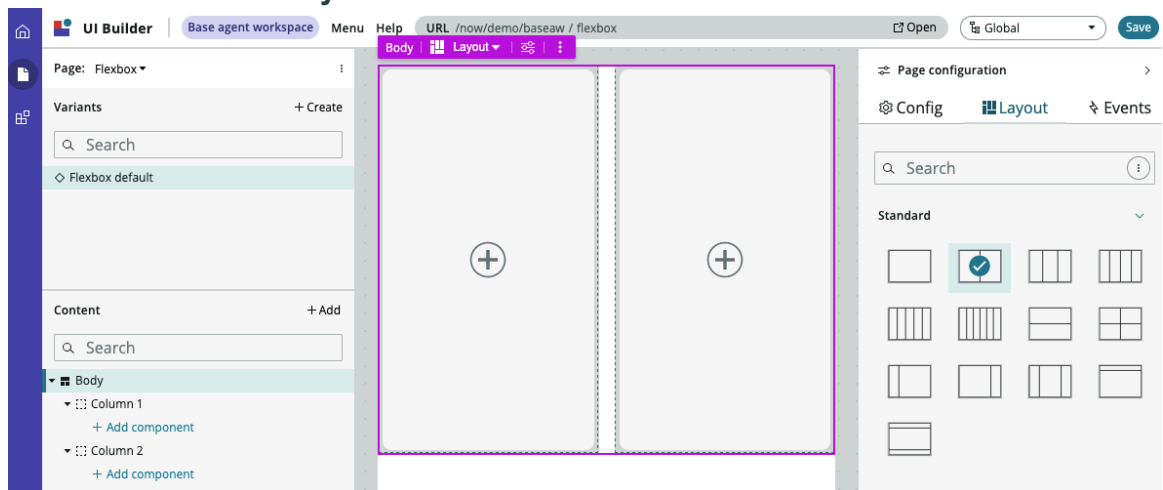 UI Builder
Base agent workspace
Menu
Help
URL /now/demo/baseaw / flexbox
Open
Global
Save
Page: Flexbox
Variants
+ Create
Search
Flexbox default
Content
+ Add
Search
Body
Column 1
+ Add component
Column 2
+ Add component
Body
Layout
Page configuration
Config
Layout
Events
Search
Standard